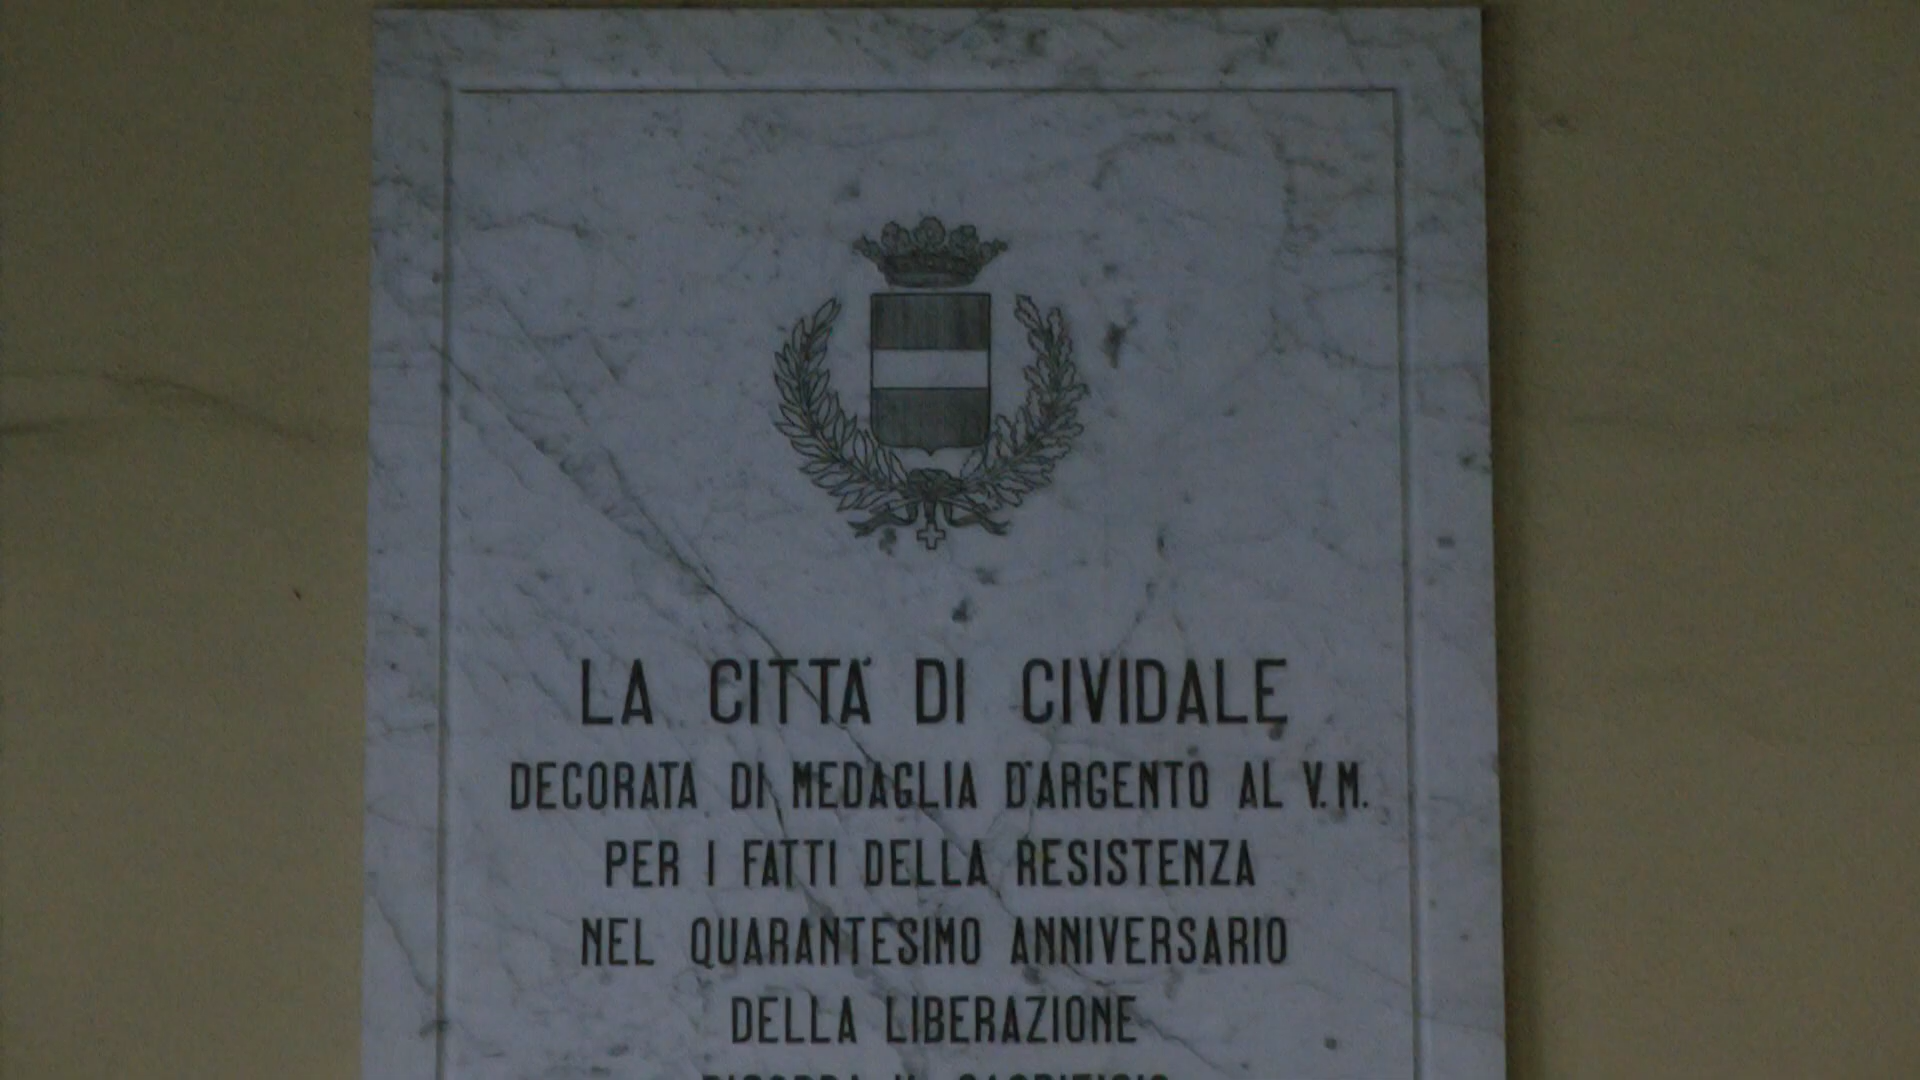 LA CITTÀ DI CIVIDALE
DECORATA DI MEDAGLIA D'ARGENTO AL V.M.
PER I FATTI DELLA RESISTENZA
NEL QUARANTESIMO ANNIVERSARIO
DELLA LIBERAZIONE